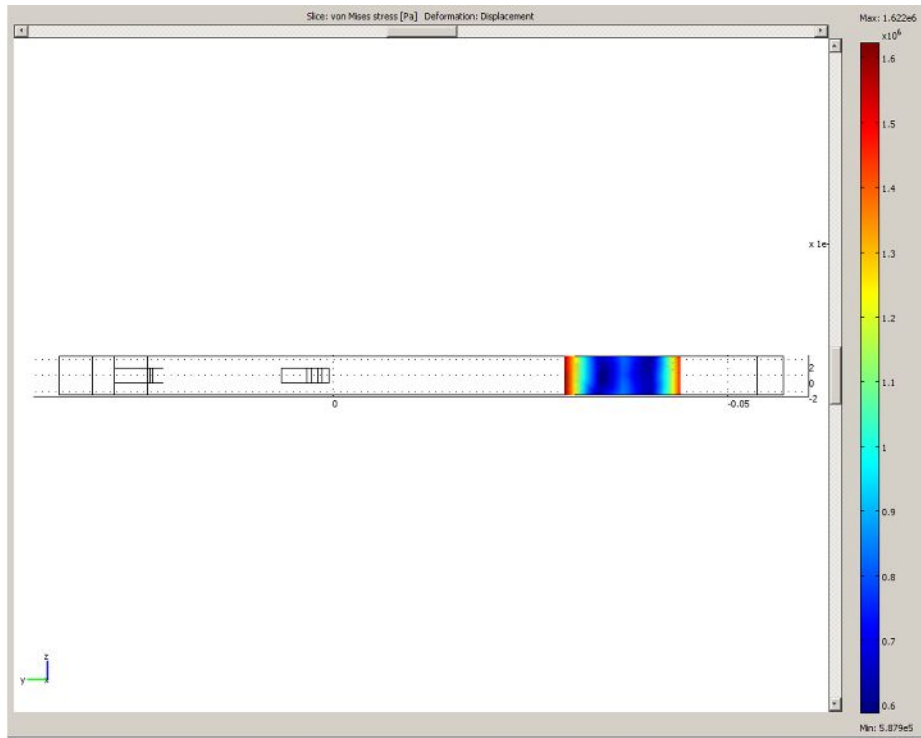 Slice: von Mises stress [Pa] Deformation: Displacement
Max: 1.622e6
x10⁶
1.6
1.5
1.4
1.3
1.2
1.1
1
0.9
0.8
0.7
0.6
Min: 5.879e5
x 1e-
2
0
-2
0
-0.05
z
y
x